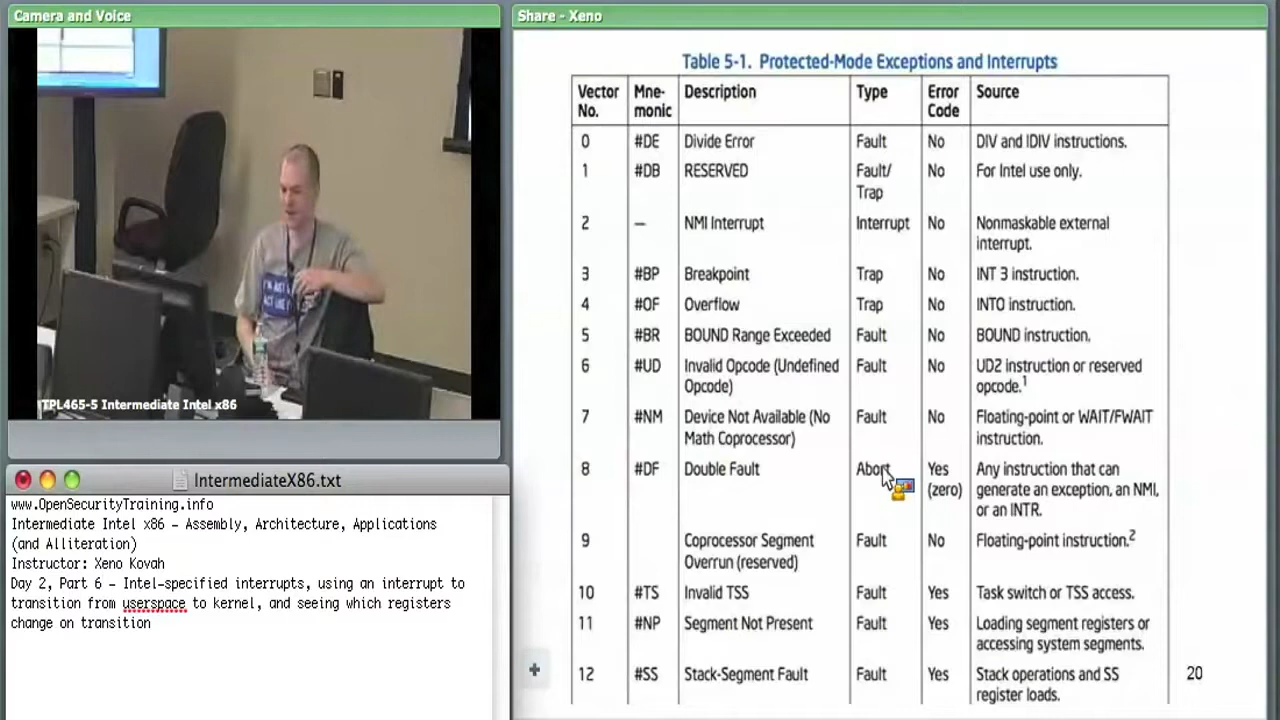 Camera and Voice
TPL465-5 Intermediate Intel x86
IntermediateX86.txt
www.OpenSecurityTraining.info
Intermediate Intel x86 – Assembly, Architecture, Applications
(and Alliteration)
Instructor: Xeno Kovah
Day 2, Part 6 – Intel-specified interrupts, using an interrupt to
transition from userspace to kernel, and seeing which registers
change on transition
Share - Xeno
Table 5-1. Protected-Mode Exceptions and Interrupts
Vector No. Mne-monic Description Type Error Code Source
0 #DE Divide Error Fault No DIV and IDIV instructions.
1 #DB RESERVED Fault/ Trap No For Intel use only.
2 — NMI Interrupt Interrupt No Nonmaskable external interrupt.
3 #BP Breakpoint Trap No INT 3 instruction.
4 #OF Overflow Trap No INTO instruction.
5 #BR BOUND Range Exceeded Fault No BOUND instruction.
6 #UD Invalid Opcode (Undefined Opcode) Fault No UD2 instruction or reserved opcode.1
7 #NM Device Not Available (No Math Coprocessor) Fault No Floating-point or WAIT/FWAIT instruction.
8 #DF Double Fault Abort Yes (zero) Any instruction that can generate an exception, an NMI, or an INTR.
9 Coprocessor Segment Overrun (reserved) Fault No Floating-point instruction.2
10 #TS Invalid TSS Fault Yes Task switch or TSS access.
11 #NP Segment Not Present Fault Yes Loading segment registers or accessing system segments.
12 #SS Stack-Segment Fault Fault Yes Stack operations and SS register loads.
20